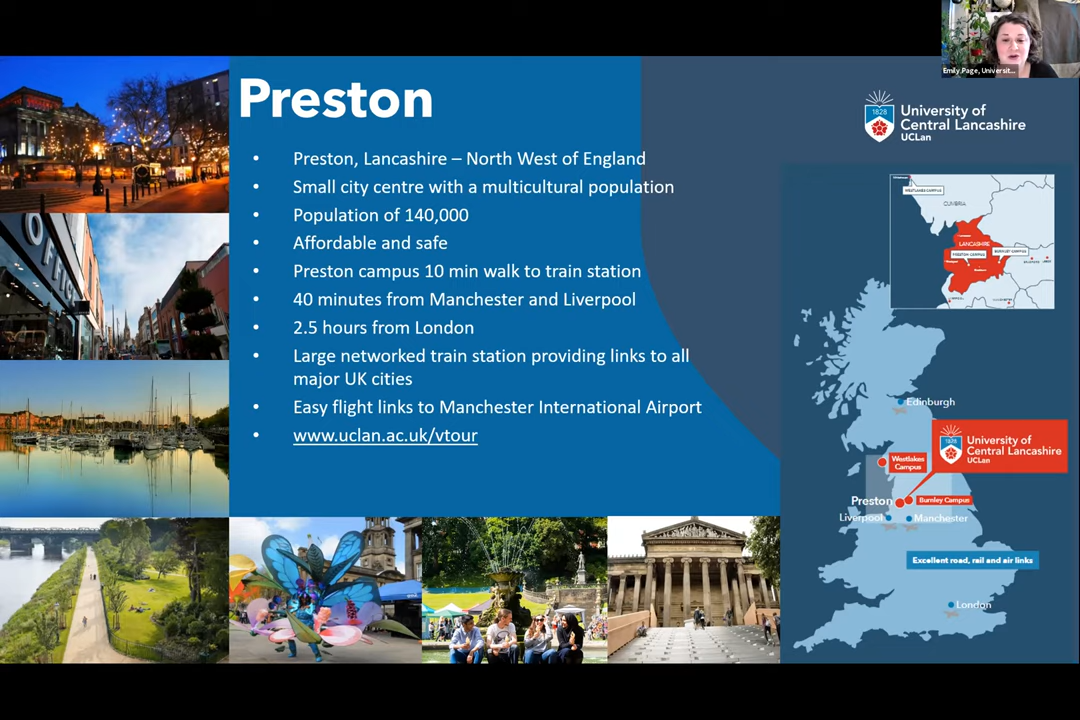 Emily Page, Universit...
Preston
• Preston, Lancashire – North West of England
• Small city centre with a multicultural population
• Population of 140,000
• Affordable and safe
• Preston campus 10 min walk to train station
• 40 minutes from Manchester and Liverpool
• 2.5 hours from London
• Large networked train station providing links to all
major UK cities
• Easy flight links to Manchester International Airport
• www.uclan.ac.uk/vtour
1828
University of
Central Lancashire
UCLan
WESTLAKES CAMPUS
CUMBRIA
LANCASHIRE
PRESTON CAMPUS
BURNLEY CAMPUS
Edinburgh
1828
University of
Central Lancashire
UCLan
Westlakes
Campus
Preston
Burnley Campus
Liverpool
Manchester
Excellent road, rail and air links
London
OFFICE